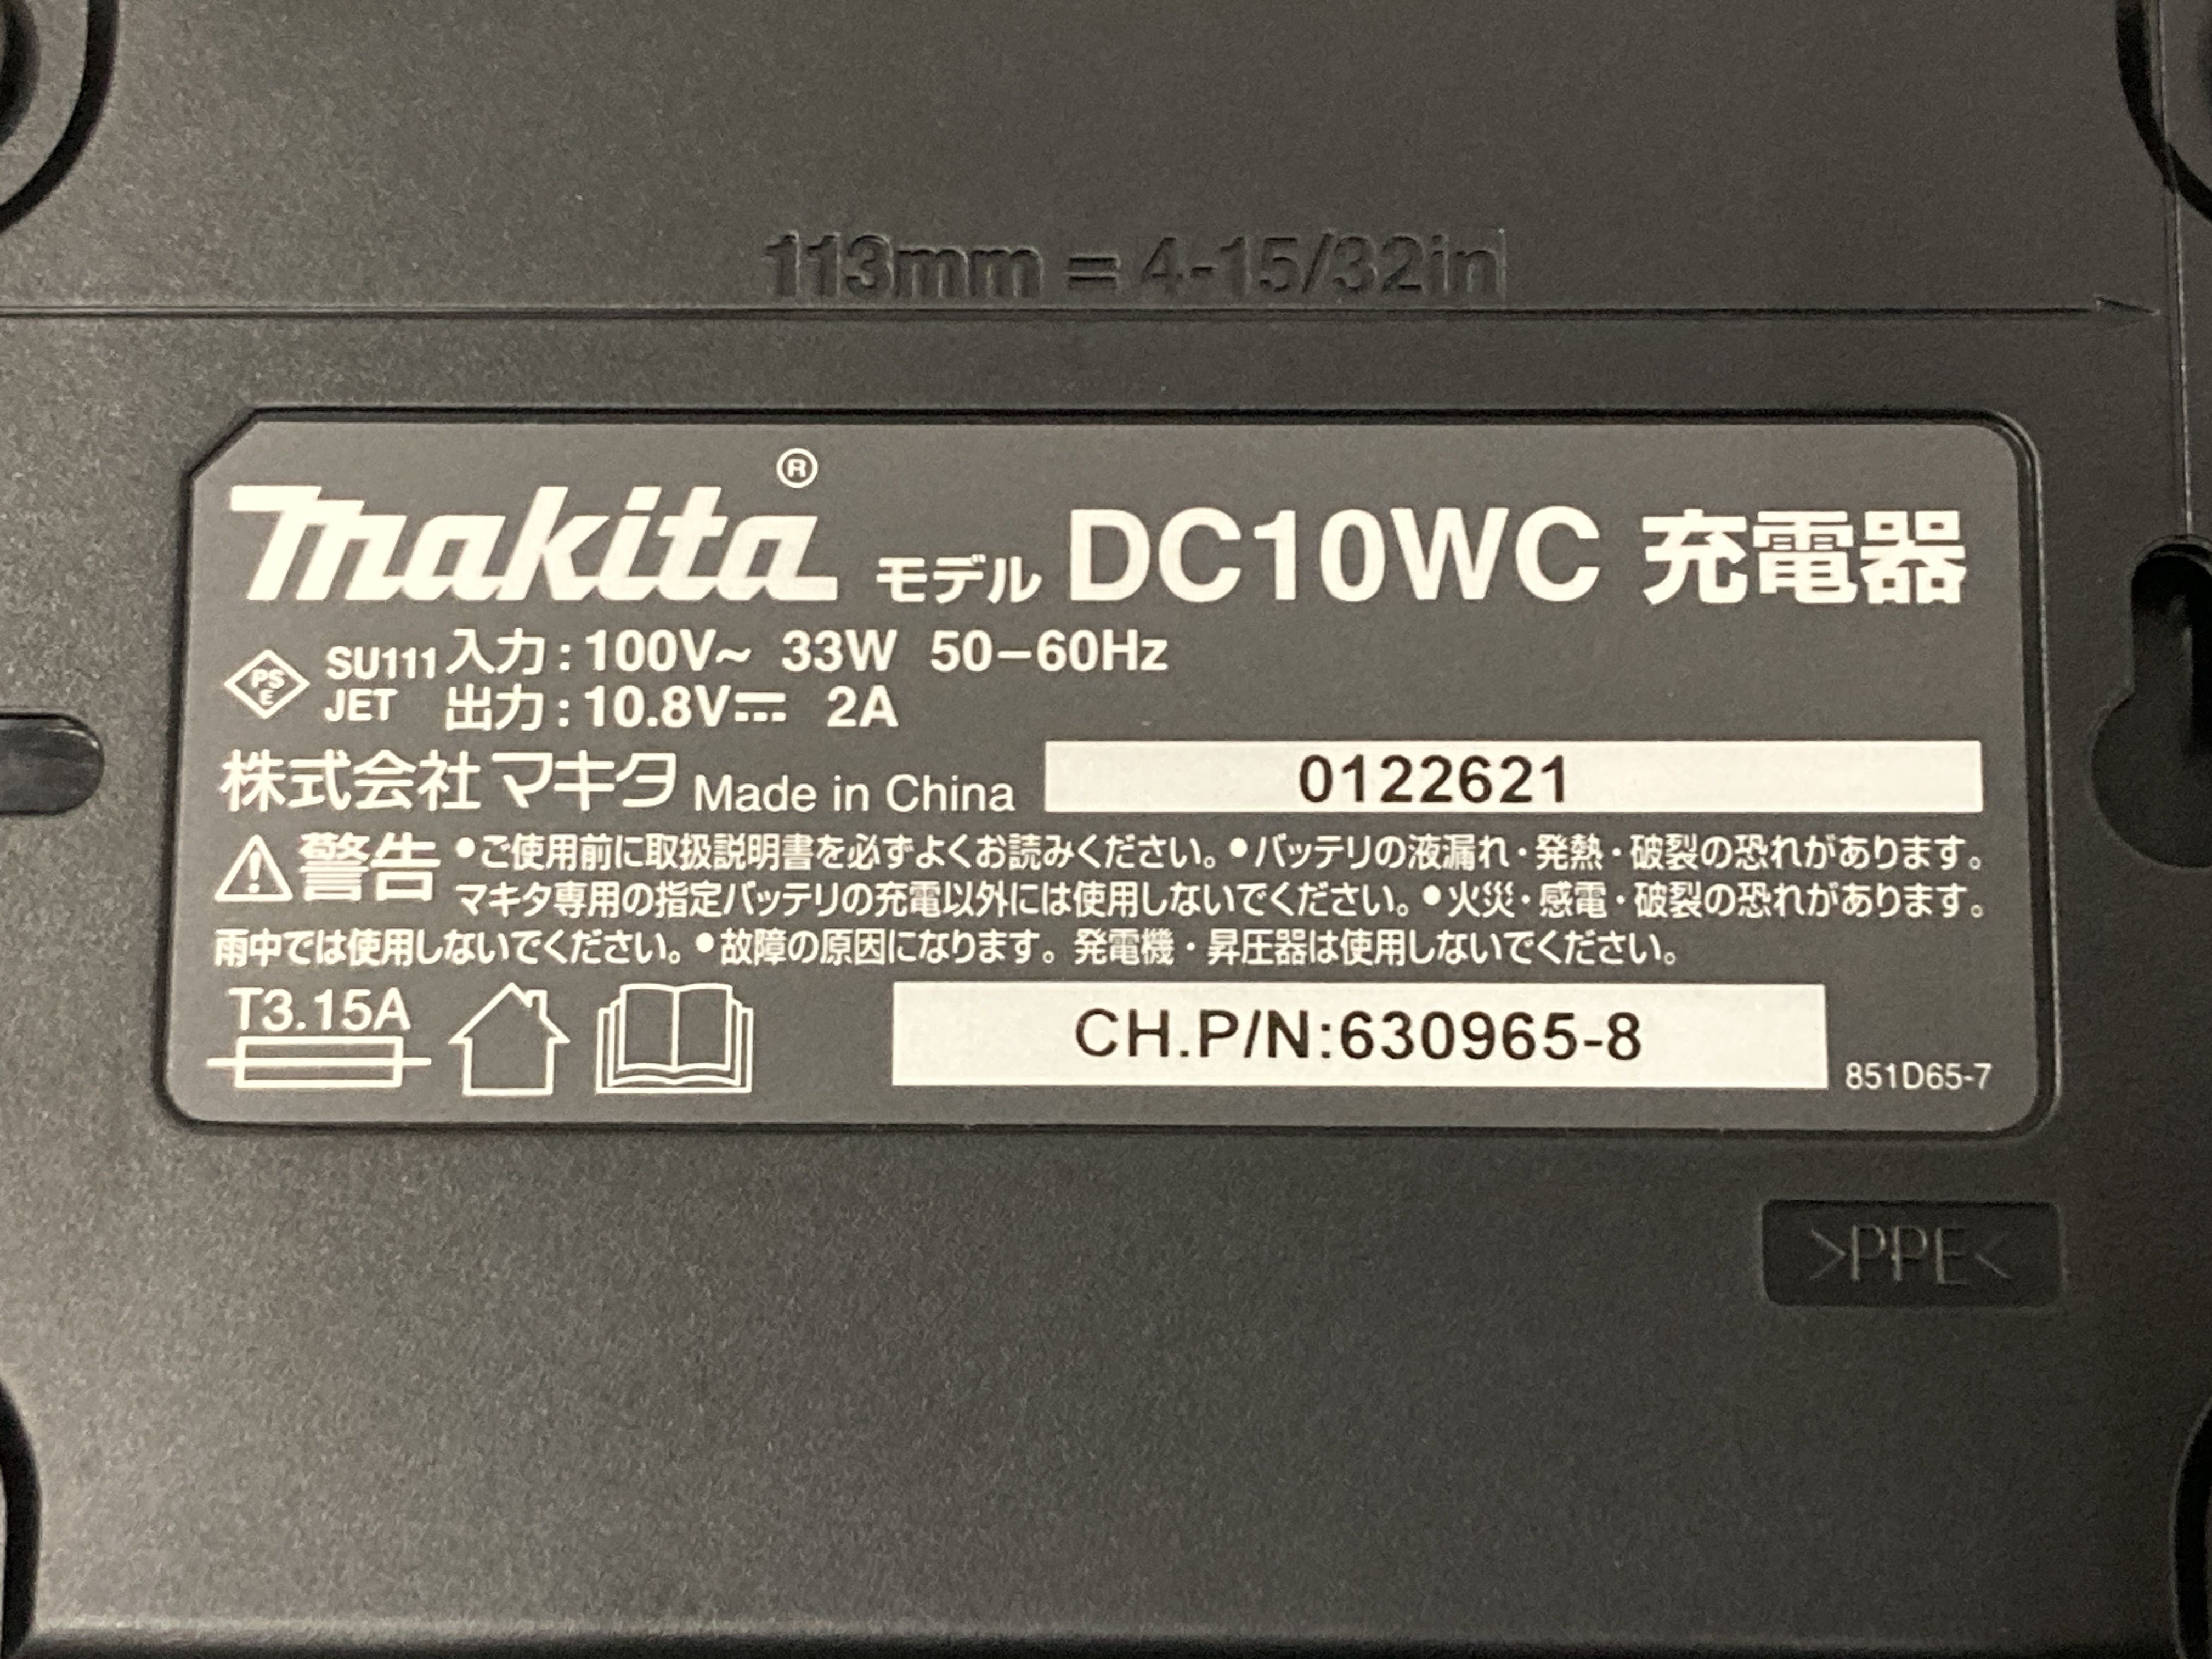 113mm = 4-15/32in
makita® モデル DC10WC 充電器
PSE SU111 入力:100V~ 33W 50–60Hz
JET 出力:10.8V⎓ 2A
株式会社マキタ Made in China 0122621
⚠警告 •ご使用前に取扱説明書を必ずよくお読みください。•バッテリの液漏れ・発熱・破裂の恐れがあります。
マキタ専用の指定バッテリの充電以外には使用しないでください。•火災・感電・破裂の恐れがあります。
雨中では使用しないでください。•故障の原因になります。発電機・昇圧器は使用しないでください。
T3.15A
CH.P/N:630965-8
851D65-7
>PPE<